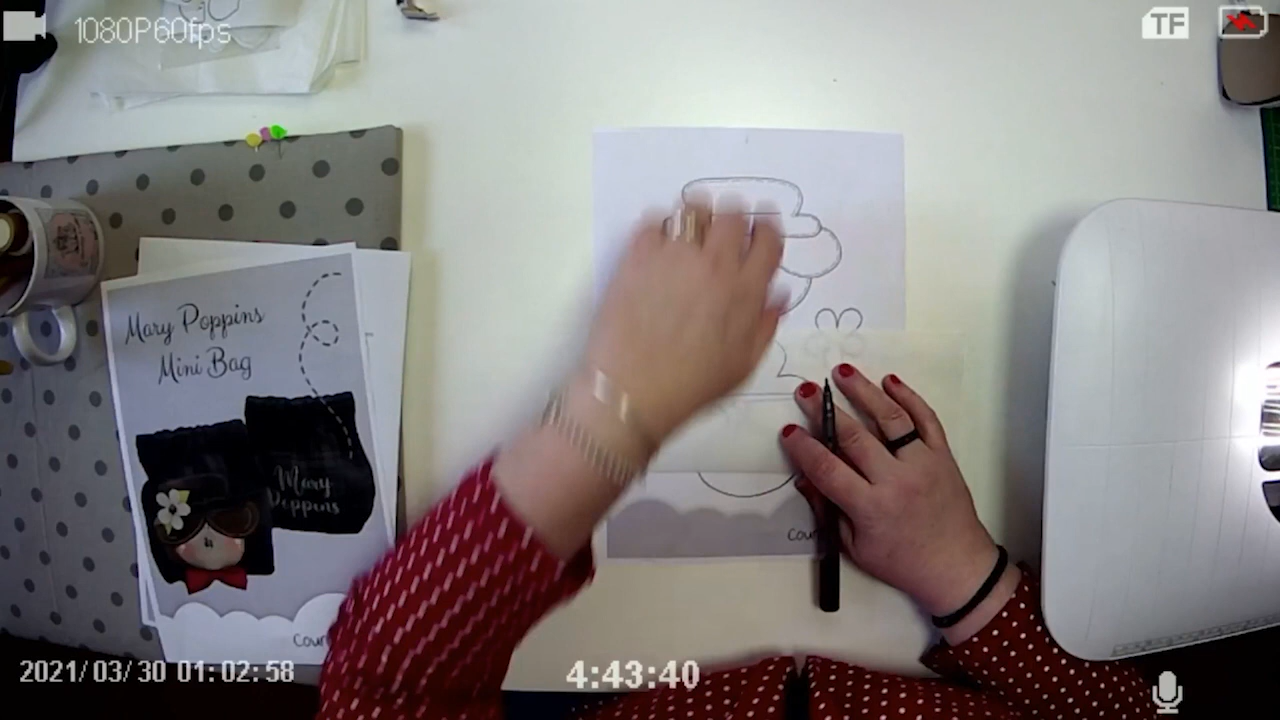 1080P60fps
TF
Mary Poppins
Mini Bag
Mary
Poppins
2021/03/30 01:02:58
4:43:40